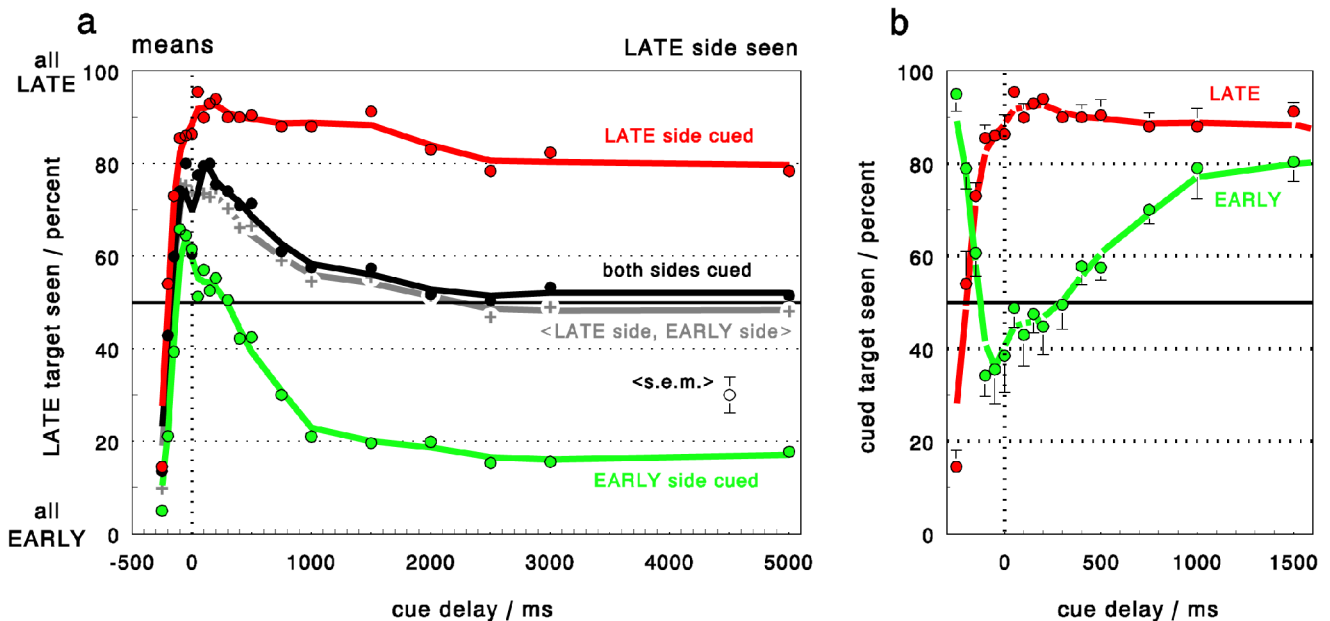 a
b
means
LATE side seen
all
LATE
100
80
60
40
20
0
all
EARLY
LATE target seen / percent
LATE side cued
both sides cued
<LATE side, EARLY side>
<s.e.m.>
EARLY side cued
-500
0
1000
2000
3000
4000
5000
cue delay / ms
100
80
60
40
20
0
cued target seen / percent
LATE
EARLY
0
500
1000
1500
cue delay / ms